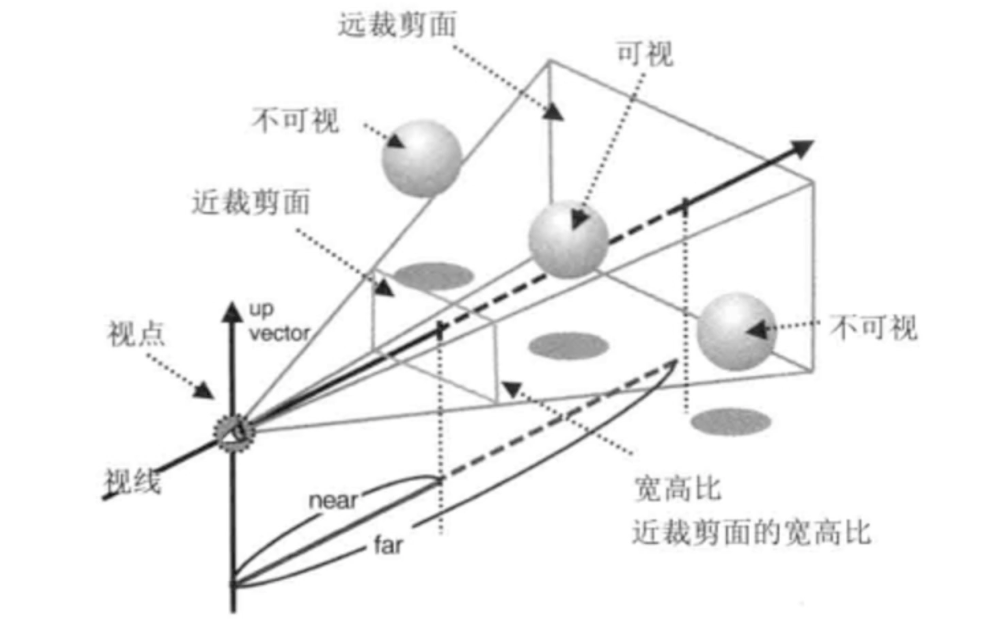 远裁剪面
可视
不可视
近裁剪面
up
vector
视点
不可视
视线
near
far
宽高比
近裁剪面的宽高比